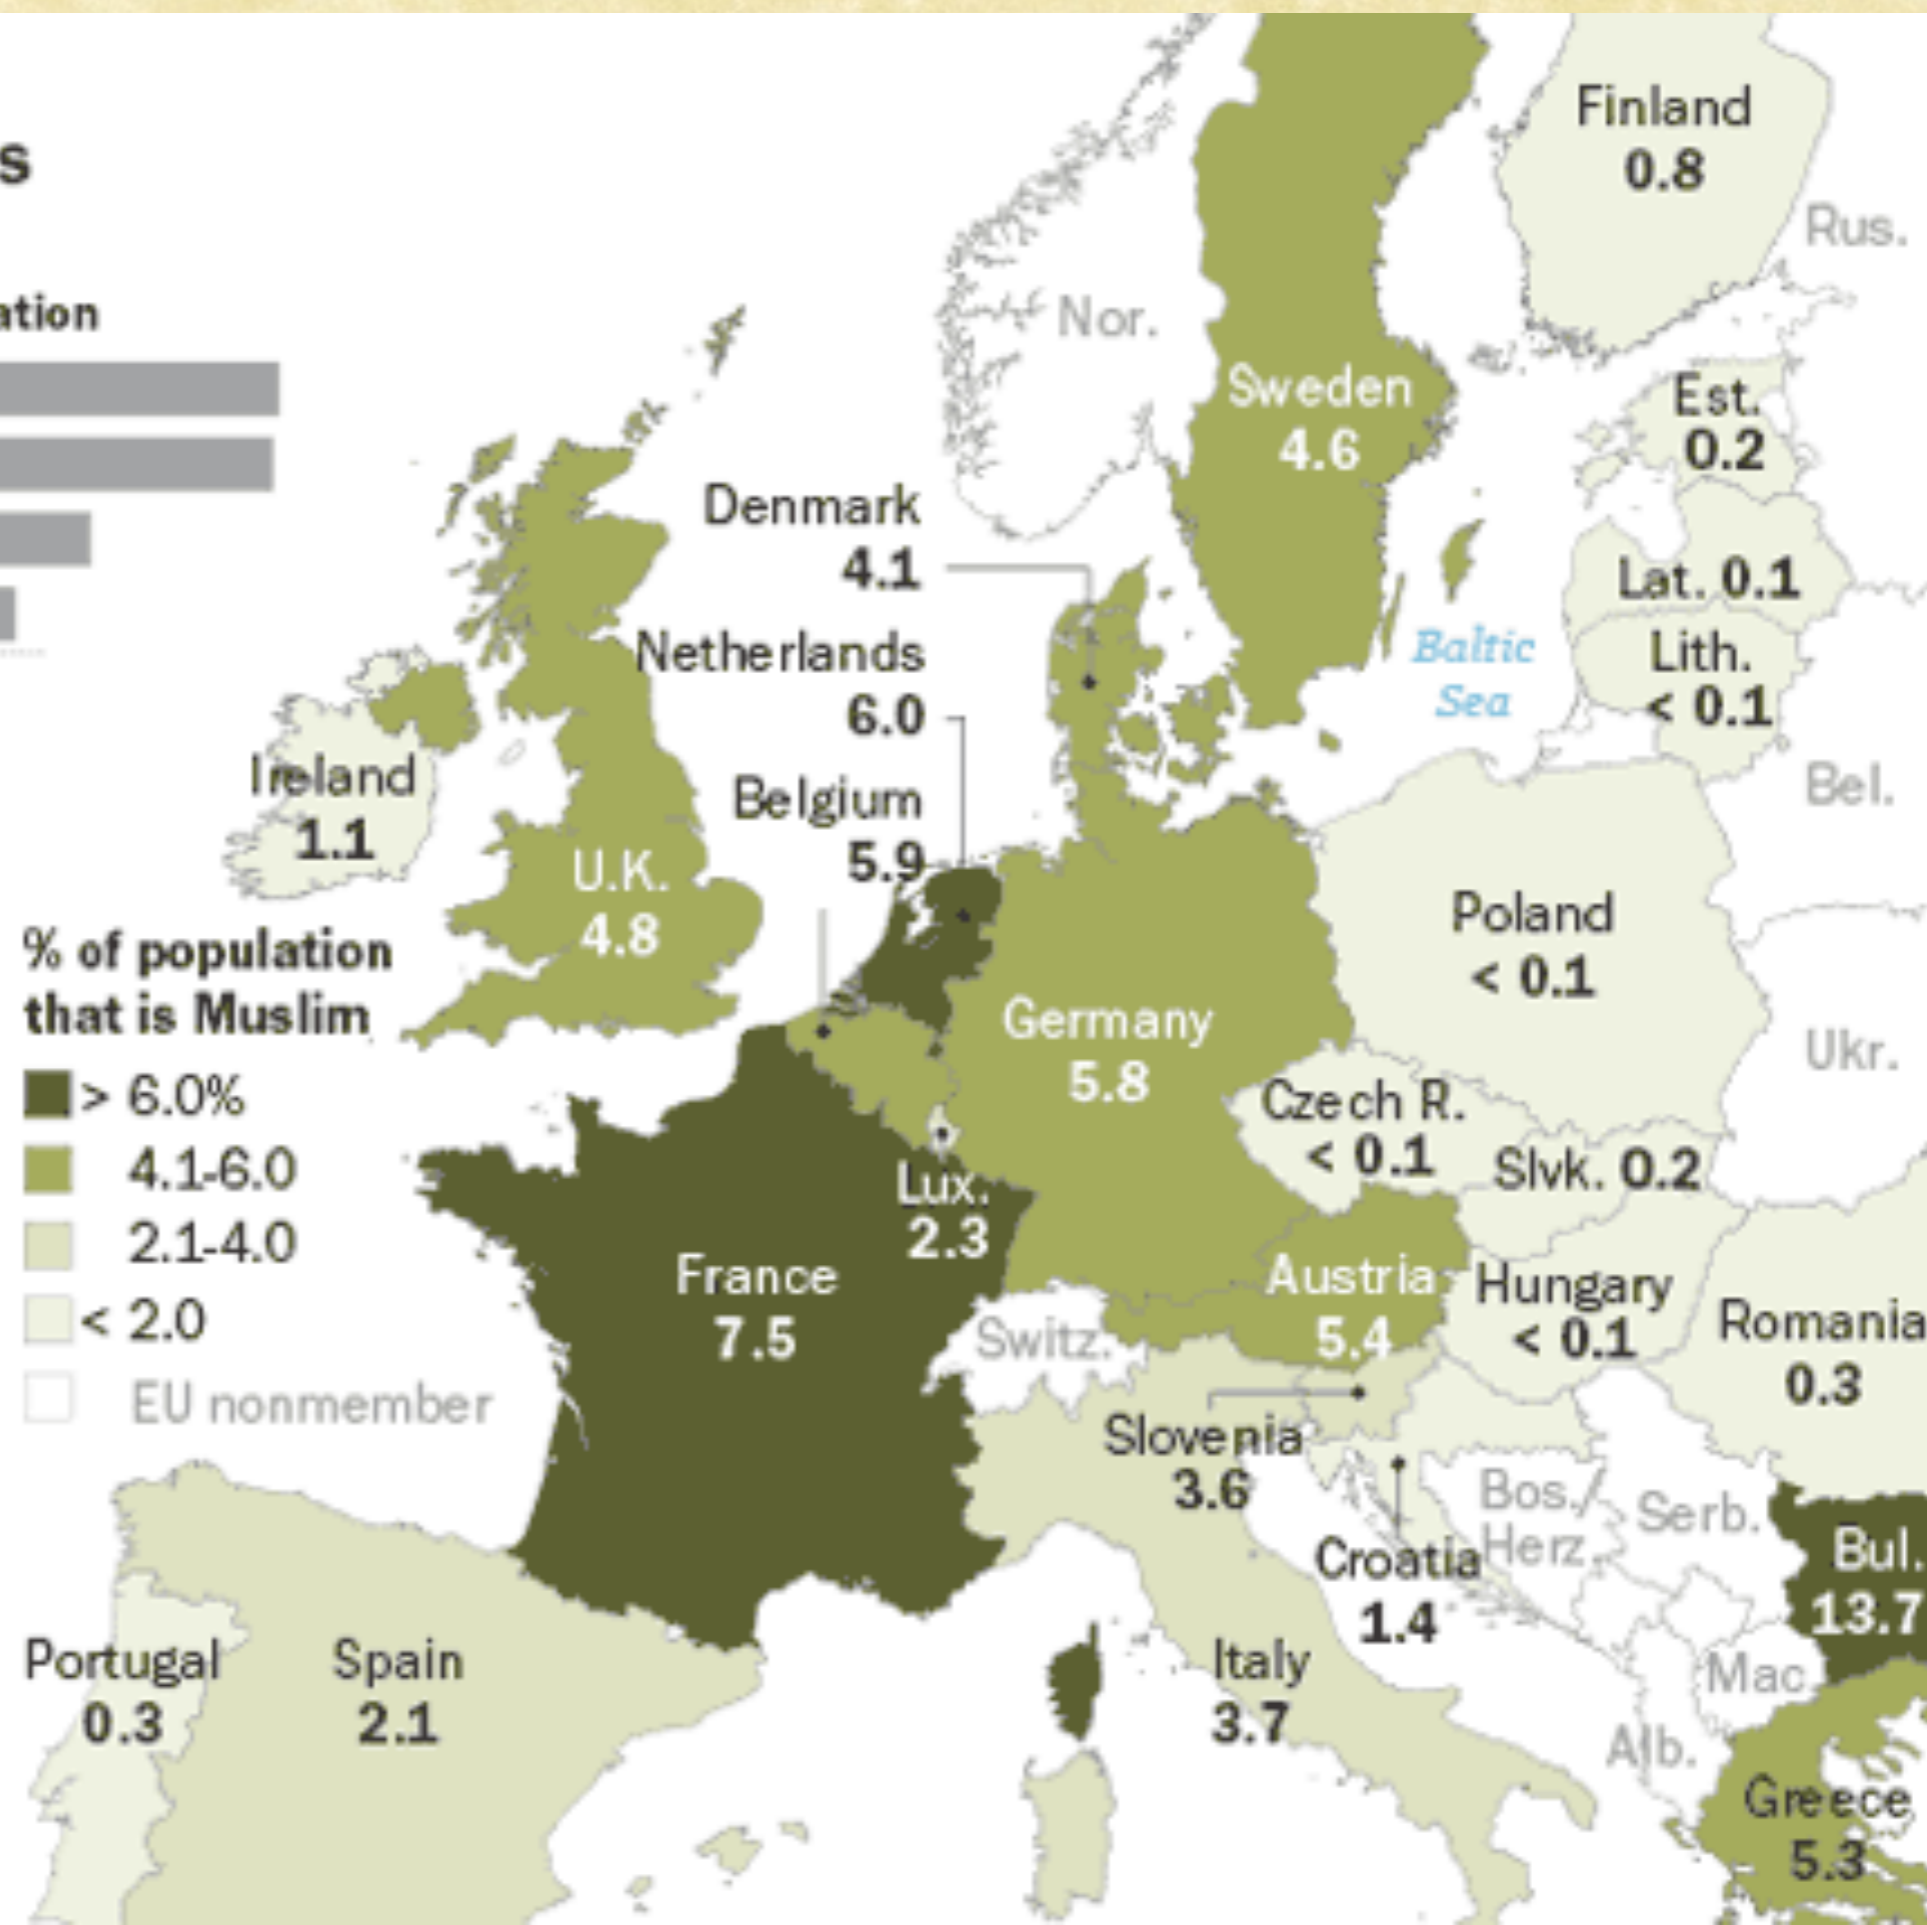 s
ation
Finland
0.8
Rus.
Nor.
Sweden
4.6
Est.
0.2
Denmark
4.1
Lat. 0.1
Netherlands
6.0
Baltic
Sea
Lith.
< 0.1
Ireland
1.1
Belgium
5.9
Bel.
U.K.
4.8
Poland
< 0.1
% of population
that is Muslim
> 6.0%
4.1-6.0
2.1-4.0
< 2.0
EU nonmember
Germany
5.8
Ukr.
Czech R.
< 0.1
Slvk. 0.2
Lux.
2.3
France
7.5
Austria
5.4
Hungary
< 0.1
Romania
0.3
Switz.
Slovenia
3.6
Bos./
Herz.
Serb.
Croatia
1.4
Bul.
13.7
Portugal
0.3
Spain
2.1
Italy
3.7
Mac.
Alb.
Greece
5.3